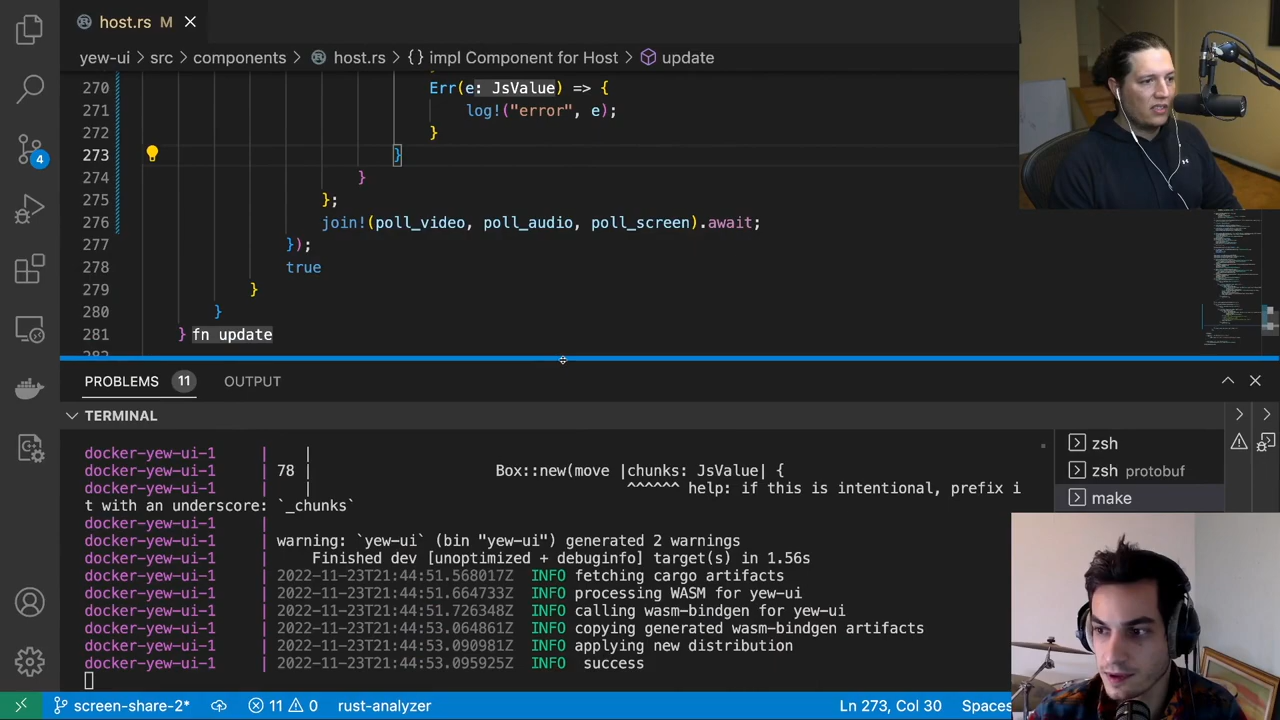 host.rs M
yew-ui > src > components > host.rs > {} impl Component for Host > update
270 Err(e: JsValue) => {
271 log!("error", e);
272 }
273 }
274 }
275 };
276 join!(poll_video, poll_audio, poll_screen).await;
277 });
278 true
279 }
280 }
281 } fn update
4
PROBLEMS 11 OUTPUT
TERMINAL
docker-yew-ui-1 | |
docker-yew-ui-1 | 78 | Box::new(move |chunks: JsValue| {
docker-yew-ui-1 | | ^^^^^^ help: if this is intentional, prefix i
t with an underscore: `_chunks`
docker-yew-ui-1 |
docker-yew-ui-1 | warning: `yew-ui` (bin "yew-ui") generated 2 warnings
docker-yew-ui-1 | Finished dev [unoptimized + debuginfo] target(s) in 1.56s
docker-yew-ui-1 | 2022-11-23T21:44:51.568017Z INFO fetching cargo artifacts
docker-yew-ui-1 | 2022-11-23T21:44:51.664733Z INFO processing WASM for yew-ui
docker-yew-ui-1 | 2022-11-23T21:44:51.726348Z INFO calling wasm-bindgen for yew-ui
docker-yew-ui-1 | 2022-11-23T21:44:53.064861Z INFO copying generated wasm-bindgen artifacts
docker-yew-ui-1 | 2022-11-23T21:44:53.090981Z INFO applying new distribution
docker-yew-ui-1 | 2022-11-23T21:44:53.095925Z INFO success
zsh
zsh protobuf
make
screen-share-2* 11 0 rust-analyzer Ln 273, Col 30 Spaces